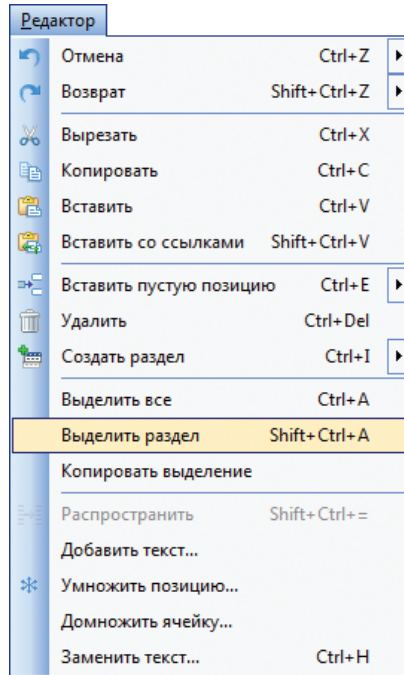 Редактор
Отмена Ctrl+Z
Возврат Shift+Ctrl+Z
Вырезать Ctrl+X
Копировать Ctrl+C
Вставить Ctrl+V
Вставить со ссылками Shift+Ctrl+V
Вставить пустую позицию Ctrl+E
Удалить Ctrl+Del
Создать раздел Ctrl+I
Выделить все Ctrl+A
Выделить раздел Shift+Ctrl+A
Копировать выделение
Распространить Shift+Ctrl+=
Добавить текст...
Умножить позицию...
Домножить ячейку...
Заменить текст... Ctrl+H